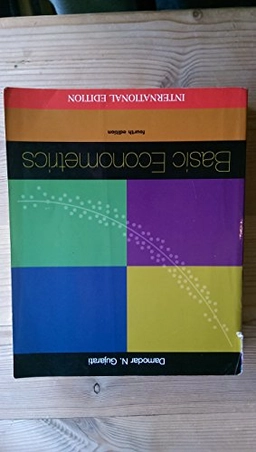 Damodar N. Gujarati
Basic Econometrics
fourth edition
INTERNATIONAL EDITION